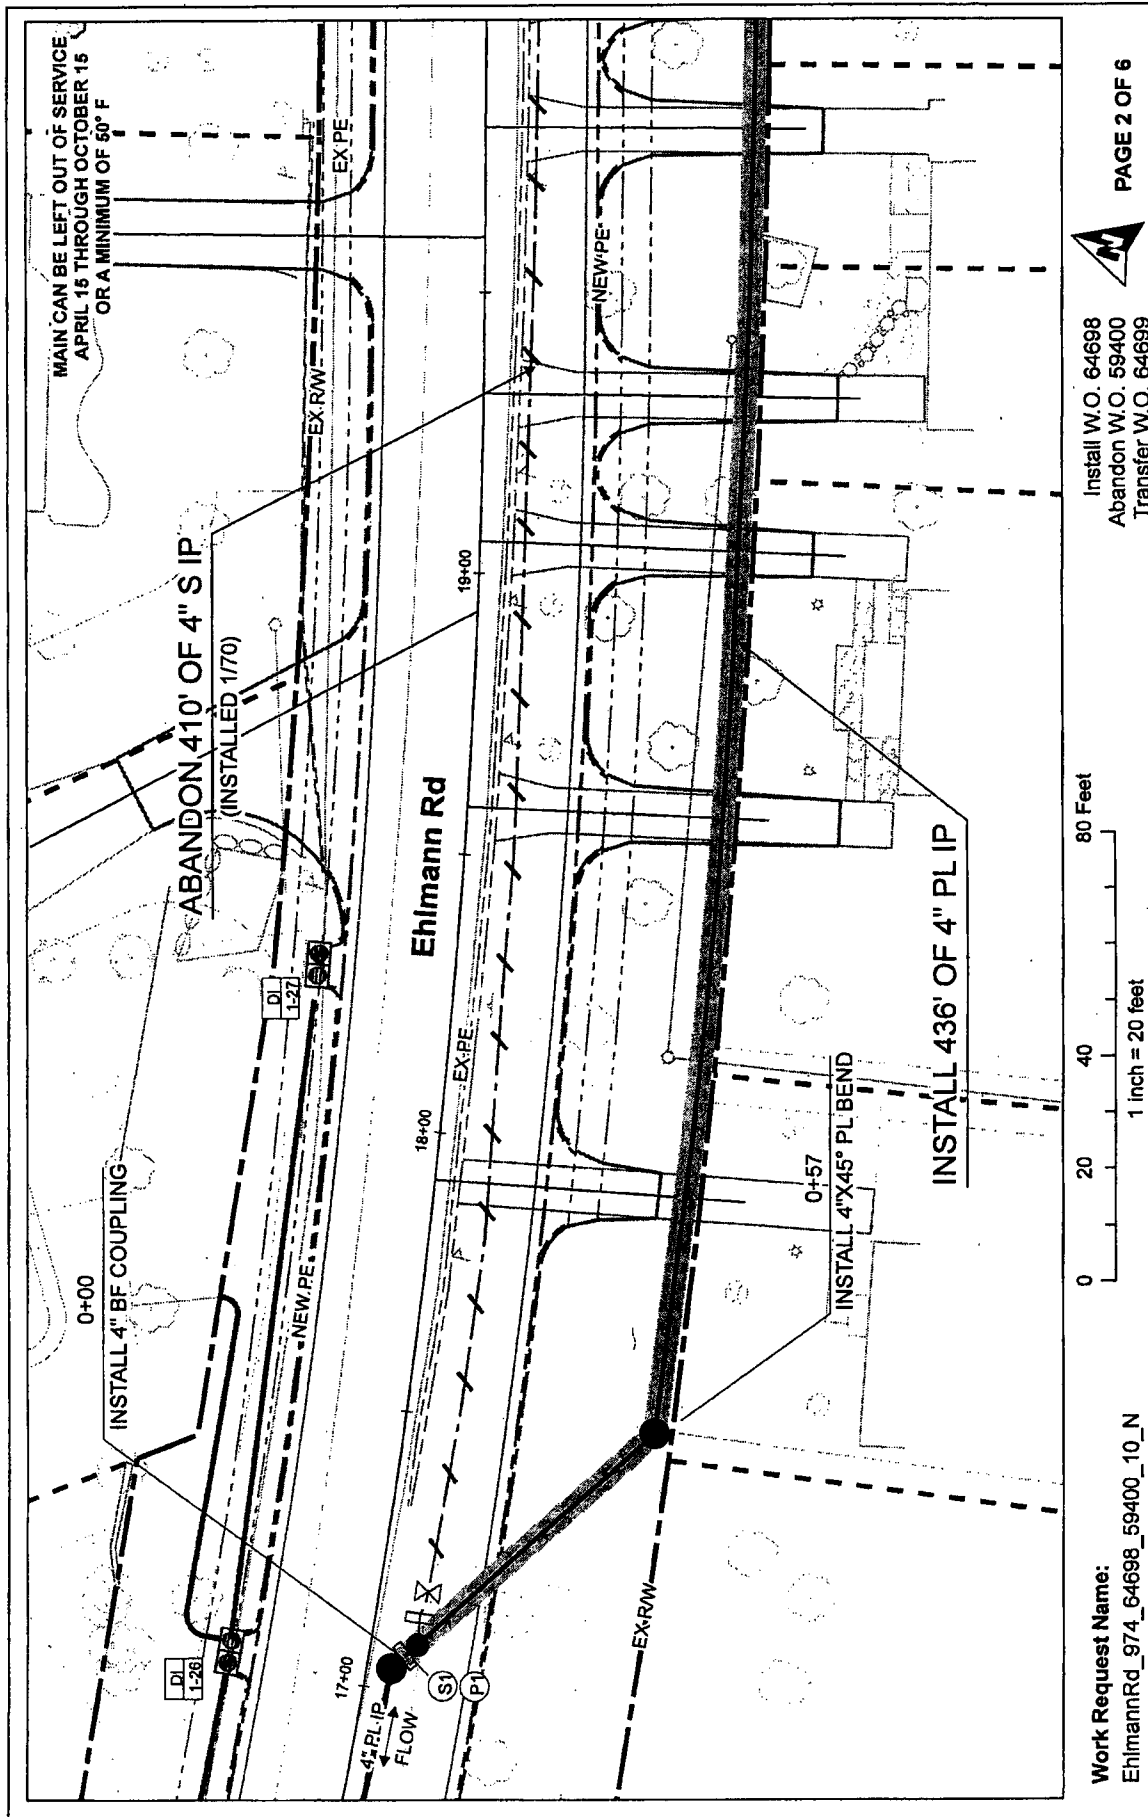 MAIN CAN BE LEFT OUT OF SERVICE
APRIL 15 THROUGH OCTOBER 15
OR A MINIMUM OF 50° F
0+00
INSTALL 4" BF COUPLING
ABANDON 410' OF 4" S IP
(INSTALLED 1/70)
EX R/W
EX PE
DI
1-26
DI
1-27
NEW PE
Ehlmann Rd
17+00
18+00
19+00
4" PL IP
FLOW
S1
P1
EX PE
NEW PE
EX R/W
0+57
INSTALL 4"X45° PL BEND
INSTALL 436' OF 4" PL IP
Work Request Name:
EhlmannRd_974_64698_59400_10_N
0 20 40 80 Feet
1 inch = 20 feet
Install W.O. 64698
Abandon W.O. 59400
Transfer W.O. 64699
N
PAGE 2 OF 6